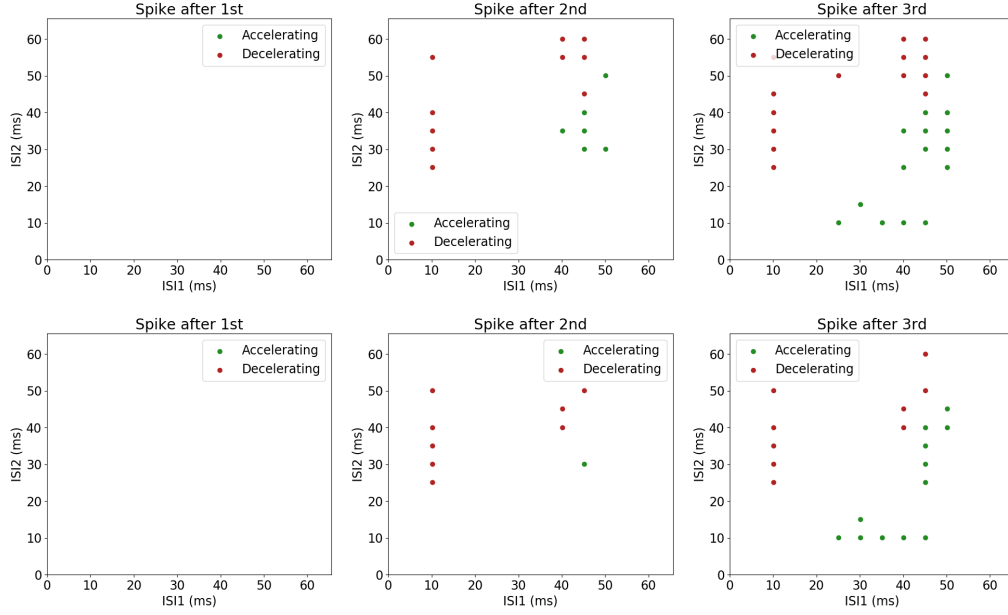 Spike after 1st
Spike after 2nd
Spike after 3rd
60
50
40
30
20
10
0
ISI2 (ms)
Accelerating
Decelerating
0 10 20 30 40 50 60
ISI1 (ms)
60
50
40
30
20
10
0
ISI2 (ms)
Accelerating
Decelerating
0 10 20 30 40 50 60
ISI1 (ms)
60
50
40
30
20
10
0
ISI2 (ms)
Accelerating
Decelerating
0 10 20 30 40 50 60
ISI1 (ms)
Spike after 1st
Spike after 2nd
Spike after 3rd
60
50
40
30
20
10
0
ISI2 (ms)
Accelerating
Decelerating
0 10 20 30 40 50 60
ISI1 (ms)
60
50
40
30
20
10
0
ISI2 (ms)
Accelerating
Decelerating
0 10 20 30 40 50 60
ISI1 (ms)
60
50
40
30
20
10
0
ISI2 (ms)
Accelerating
Decelerating
0 10 20 30 40 50 60
ISI1 (ms)